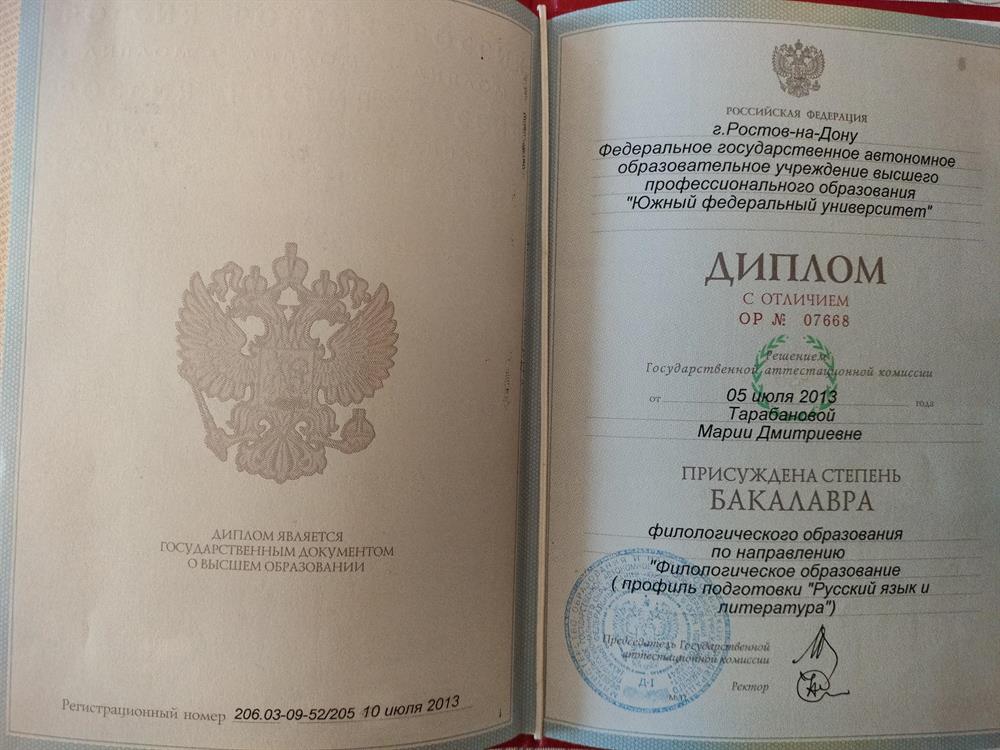 ДИПЛОМ ЯВЛЯЕТСЯ
ГОСУДАРСТВЕННЫМ ДОКУМЕНТОМ
О ВЫСШЕМ ОБРАЗОВАНИИ
Регистрационный номер 206.03-09-52/205 10 июля 2013
РОССИЙСКАЯ ФЕДЕРАЦИЯ
г.Ростов-на-Дону
Федеральное государственное автономное
образовательное учреждение высшего
профессионального образования
"Южный федеральный университет"
ДИПЛОМ
С ОТЛИЧИЕМ
ОР № 07668
Решением
Государственной аттестационной комиссии
от 05 июля 2013 года
Тарабановой
Марии Дмитриевне
ПРИСУЖДЕНА СТЕПЕНЬ
БАКАЛАВРА
филологического образования
по направлению
"Филологическое образование
( профиль подготовки "Русский язык и
литература")
Председатель Государственной
аттестационной комиссии
Д-1
М.П.
Ректор